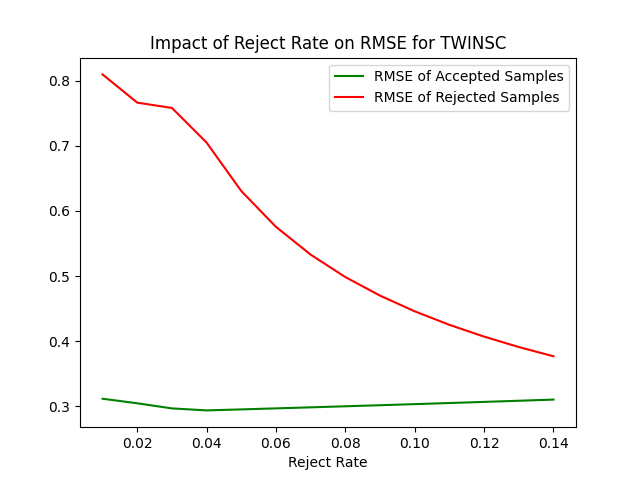 Impact of Reject Rate on RMSE for TWINSC
RMSE of Accepted Samples
RMSE of Rejected Samples
0.8
0.7
0.6
0.5
0.4
0.3
0.02 0.04 0.06 0.08 0.10 0.12 0.14
Reject Rate